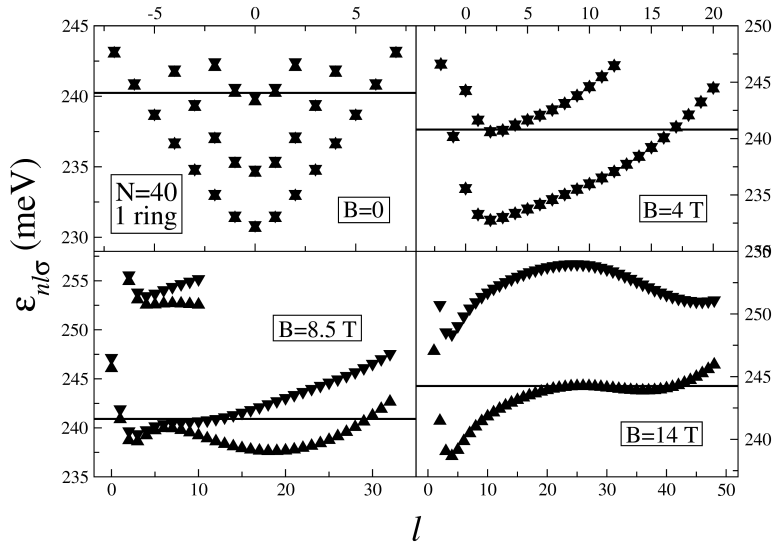 -5 0 5 0 5 10 15 20
245 250
240 245
235 240
230 235
N=40
1 ring
B=0
B=4 T
ε_{nlσ} (meV)
255 250
250 245
245 240
240
235
B=8.5 T
B=14 T
0 10 20 30 0 10 20 30 40 50
l